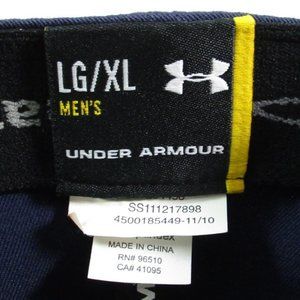 LG/XL
MEN'S
UNDER ARMOUR
SS111217898
4500185449-11/10
MADE IN CHINA
RN# 96510
CA# 41095